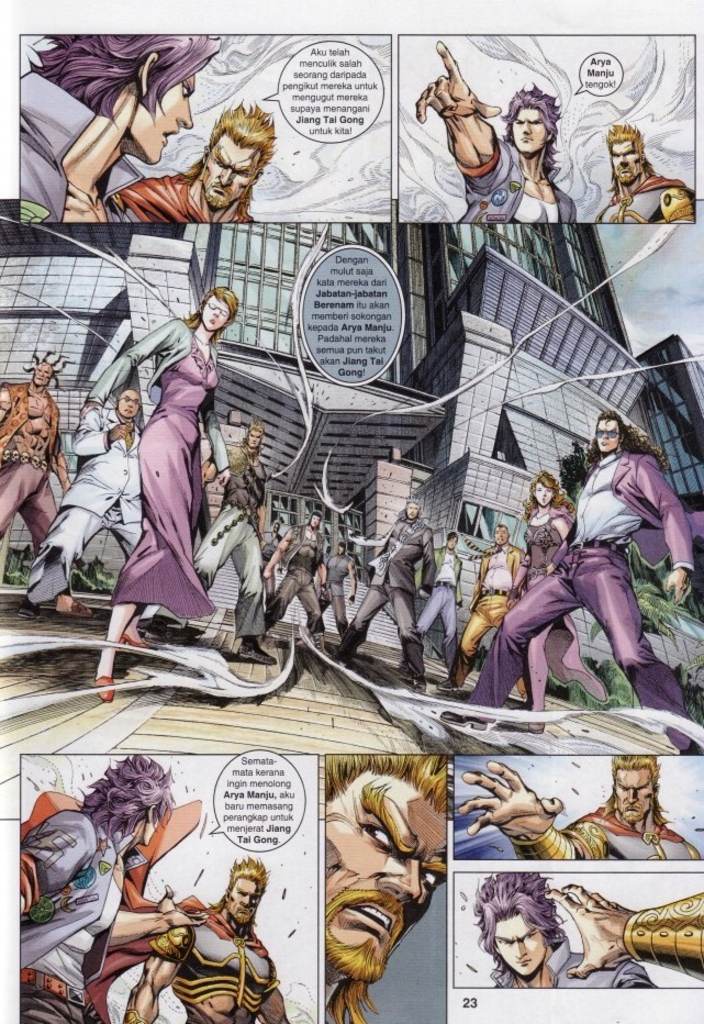 Aku telah
menculik salah
seorang daripada
pengikut mereka untuk
mengugut mereka
supaya menangani
Jiang Tai Gong
untuk kita!
Arya
Manju
tengok!
Dengan
mulut saja
kata mereka dari
Jabatan-jabatan
Berenam itu akan
memberi sokongan
kepada Arya Manju.
Padahal mereka
semua pun takut
akan Jiang Tai
Gong!
Semata-
mata kerana
ingin menolong
Arya Manju, aku
baru memasang
perangkap untuk
menjerat Jiang
Tai Gong.
23